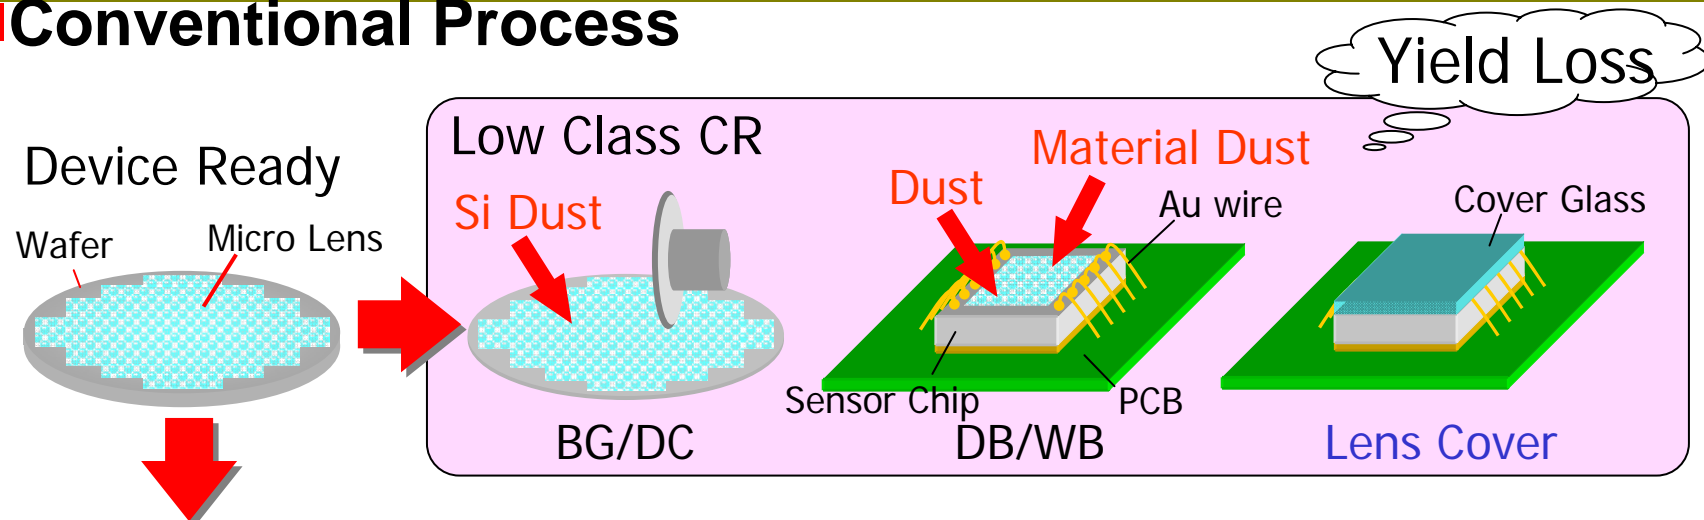 Conventional Process
Yield Loss
Device Ready
Wafer
Micro Lens
Low Class CR
Si Dust
BG/DC
Dust
Material Dust
Au wire
Sensor Chip
PCB
DB/WB
Cover Glass
Lens Cover